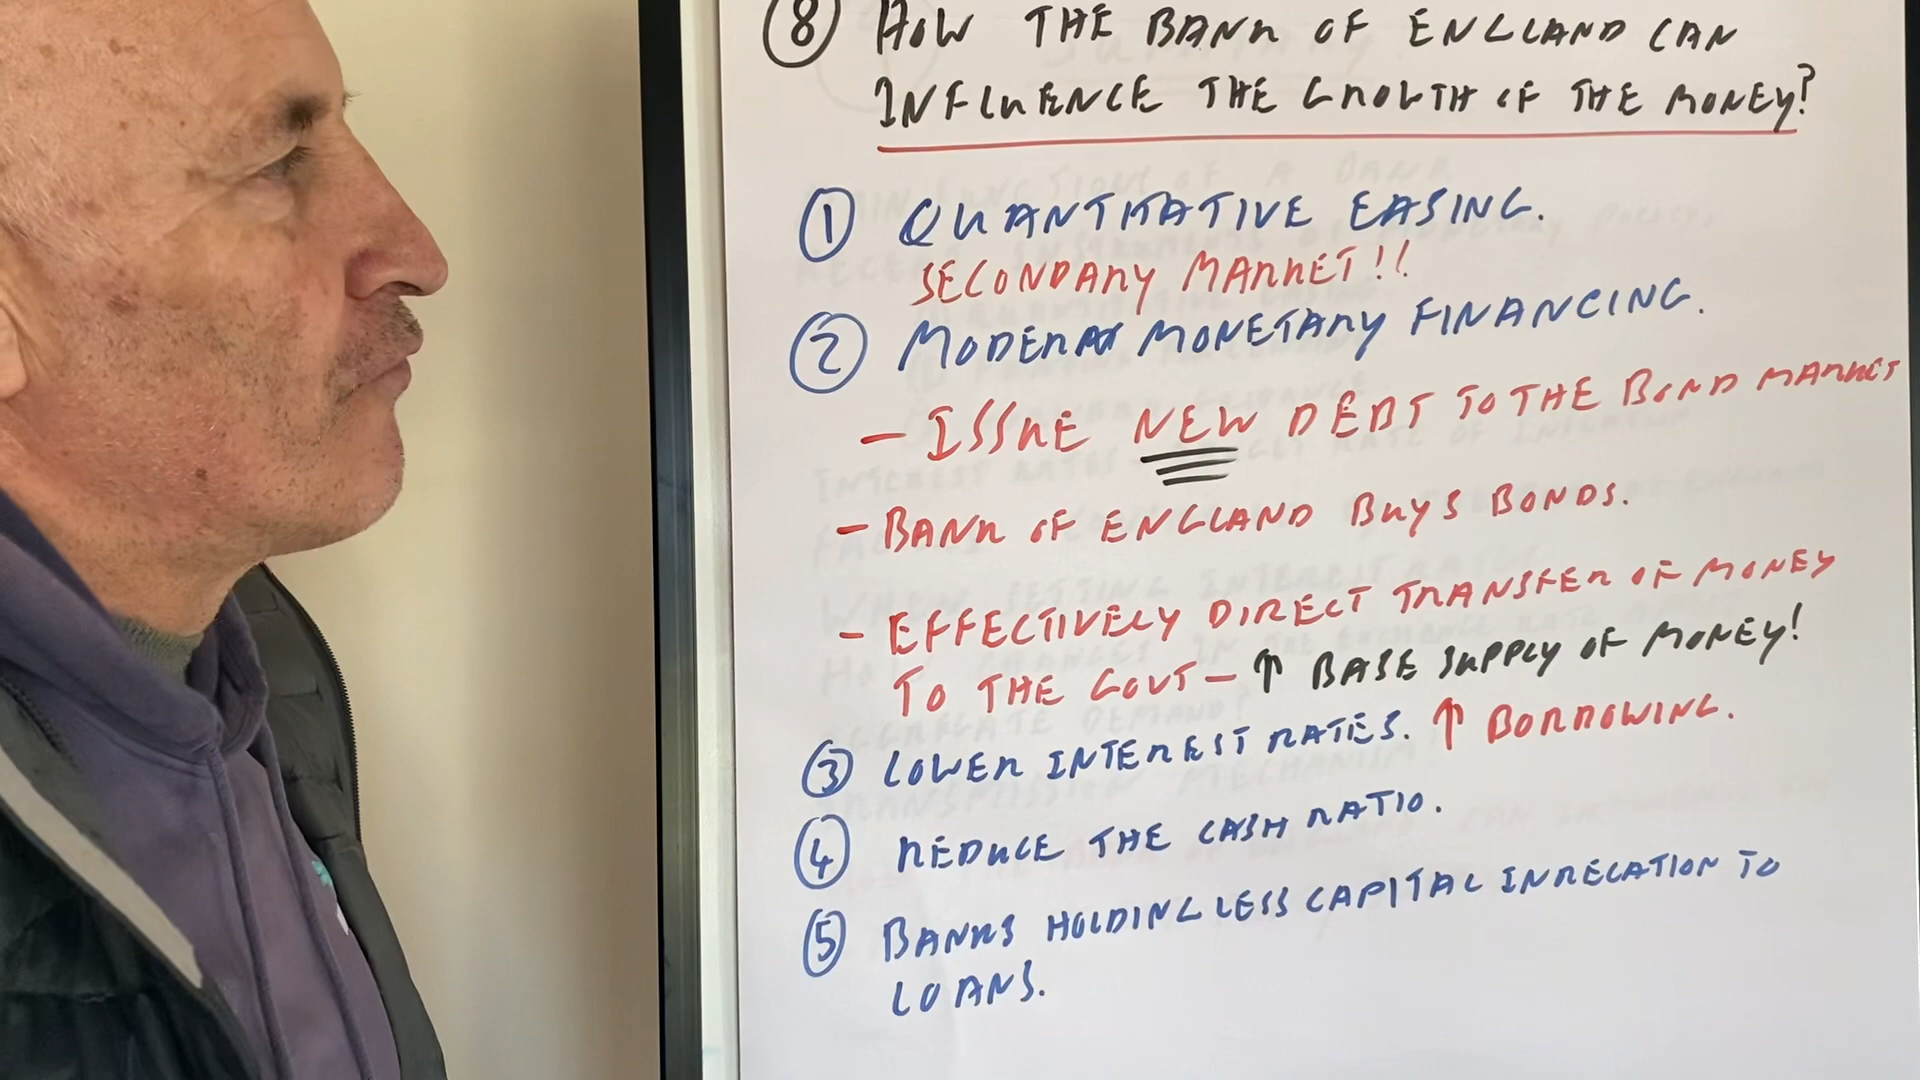 8 HOW THE BANK OF ENGLAND CAN
INFLUENCE THE GROWTH OF THE MONEY?
1 QUANTITATIVE EASING.
SECONDARY MARKET!!
2 MODERN MONETARY FINANCING.
- ISSUE NEW DEBT TO THE BOND MARKET
- BANK OF ENGLAND BUYS BONDS.
- EFFECTIVELY DIRECT TRANSFER OF MONEY
TO THE GOVT - ↑ BASE SUPPLY OF MONEY!
3 LOWER INTEREST RATES. ↑ BORROWING.
4 REDUCE THE CASH RATIO.
5 BANKS HOLDING LESS CAPITAL IN RELATION TO
LOANS.